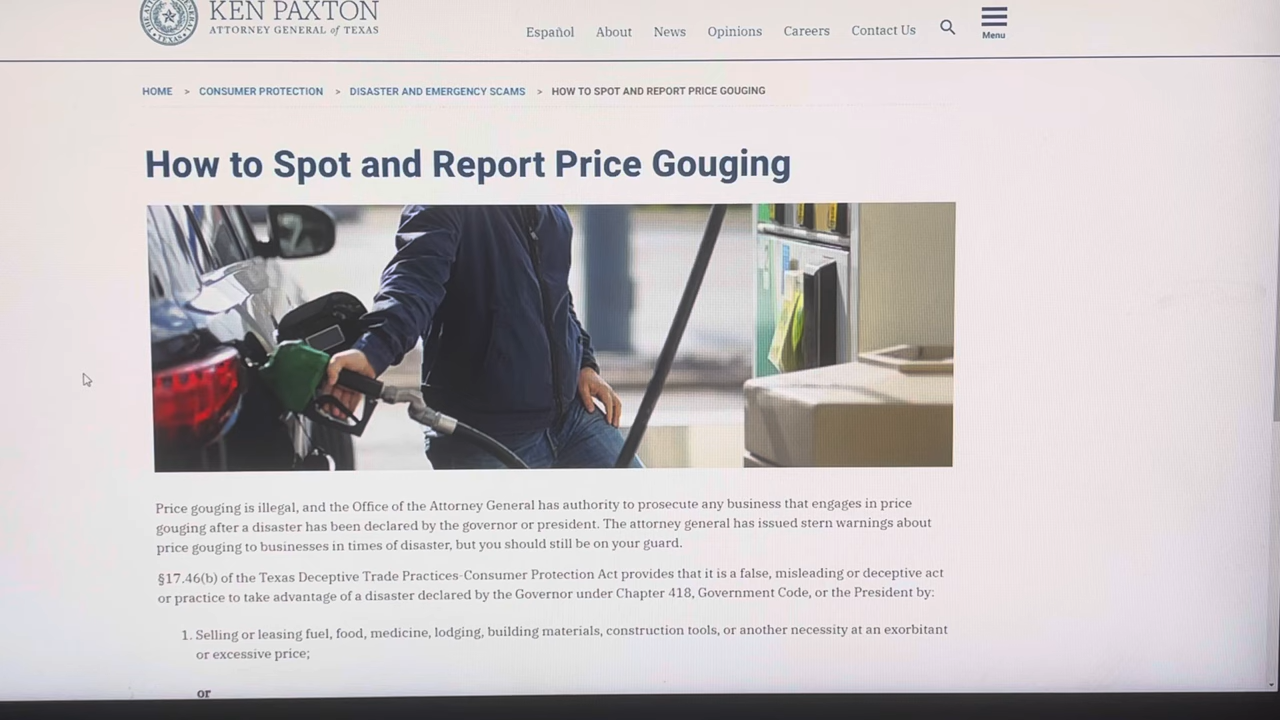 KEN PAXTON
ATTORNEY GENERAL of TEXAS
Español About News Opinions Careers Contact Us
Menu
HOME > CONSUMER PROTECTION > DISASTER AND EMERGENCY SCAMS > HOW TO SPOT AND REPORT PRICE GOUGING
How to Spot and Report Price Gouging
Price gouging is illegal, and the Office of the Attorney General has authority to prosecute any business that engages in price
gouging after a disaster has been declared by the governor or president. The attorney general has issued stern warnings about
price gouging to businesses in times of disaster, but you should still be on your guard.
§17.46(b) of the Texas Deceptive Trade Practices-Consumer Protection Act provides that it is a false, misleading or deceptive act
or practice to take advantage of a disaster declared by the Governor under Chapter 418, Government Code, or the President by:
1. Selling or leasing fuel, food, medicine, lodging, building materials, construction tools, or another necessity at an exorbitant
or excessive price;
or